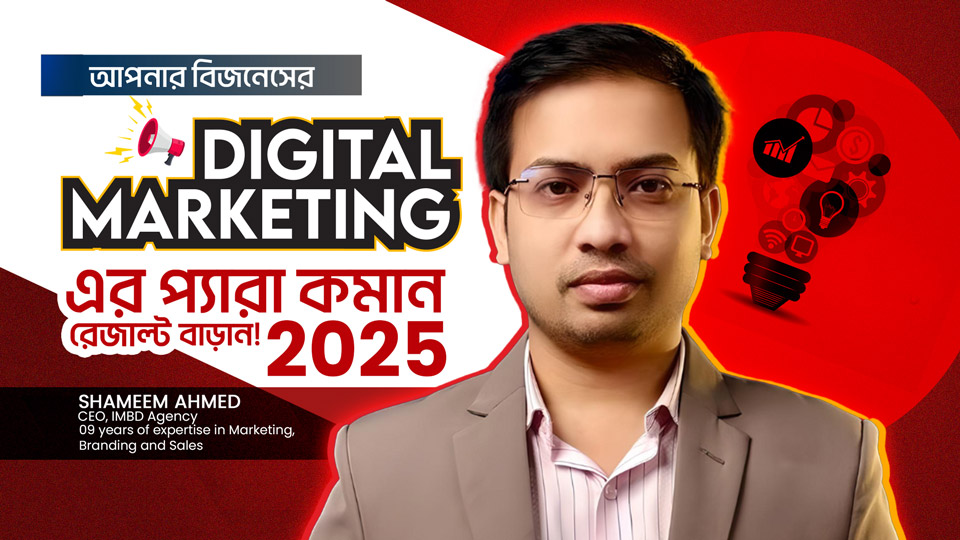 আপনার বিজনেসের
DIGITAL
MARKETING
এর প্যারা কমান
রেজাল্ট বাড়ান!
2025
SHAMEEM AHMED
CEO, IMBD Agency
09 years of expertise in Marketing,
Branding and Sales